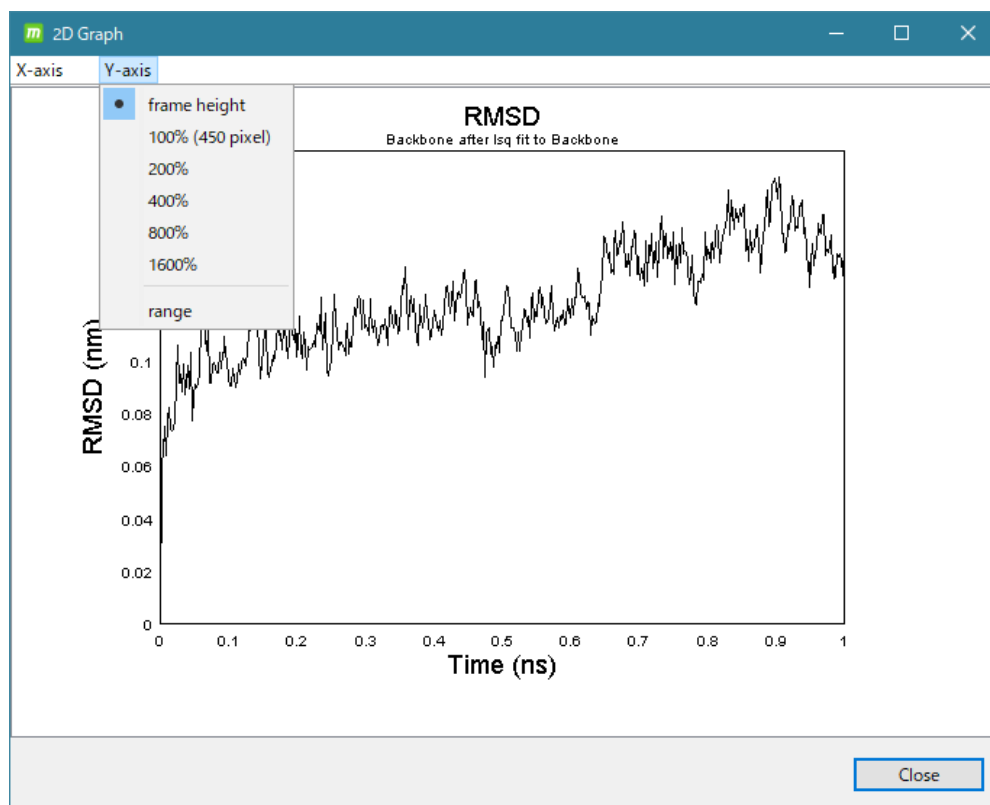 m 2D Graph
X-axis Y-axis
frame height
100% (450 pixel)
200%
400%
800%
1600%
range
RMSD
Backbone after lsq fit to Backbone
RMSD (nm)
0.1
0.08
0.06
0.04
0.02
0
0 0.1 0.2 0.3 0.4 0.5 0.6 0.7 0.8 0.9 1
Time (ns)
Close